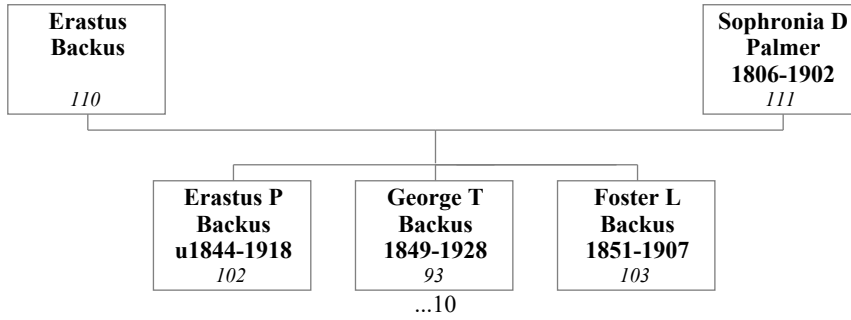 Erastus
Backus
110
Sophronia D
Palmer
1806-1902
111
Erastus P
Backus
u1844-1918
102
George T
Backus
1849-1928
93
Foster L
Backus
1851-1907
103
...10